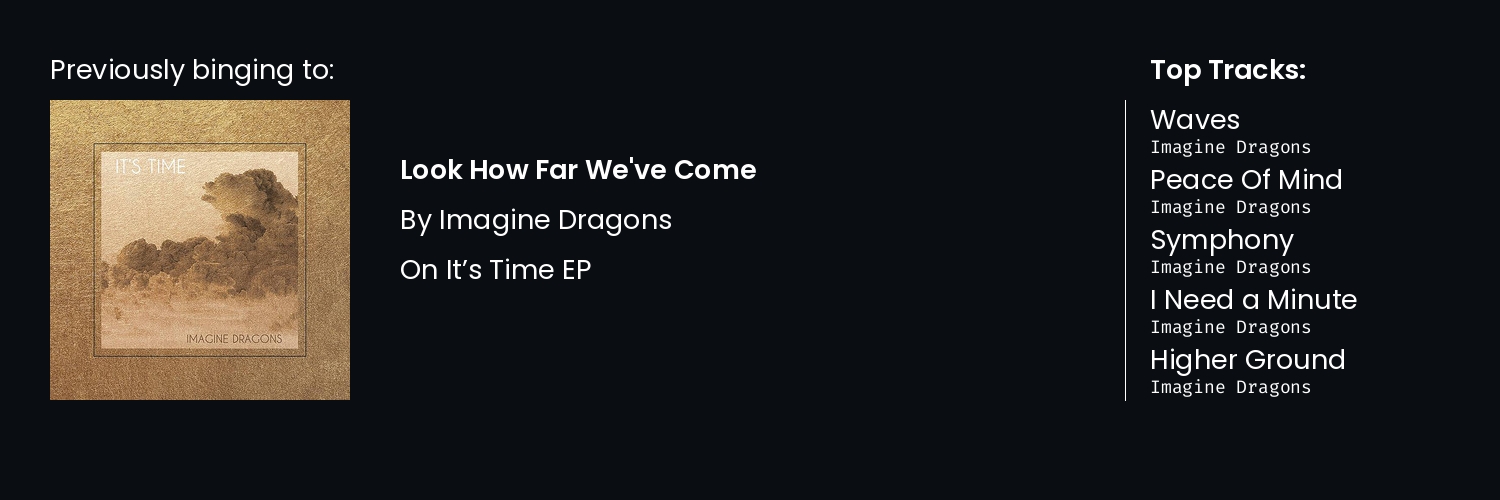 Previously binging to:
IT'S TIME
IMAGINE DRAGONS
Look How Far We've Come
By Imagine Dragons
On It’s Time EP
Top Tracks:
Waves
Imagine Dragons
Peace Of Mind
Imagine Dragons
Symphony
Imagine Dragons
I Need a Minute
Imagine Dragons
Higher Ground
Imagine Dragons